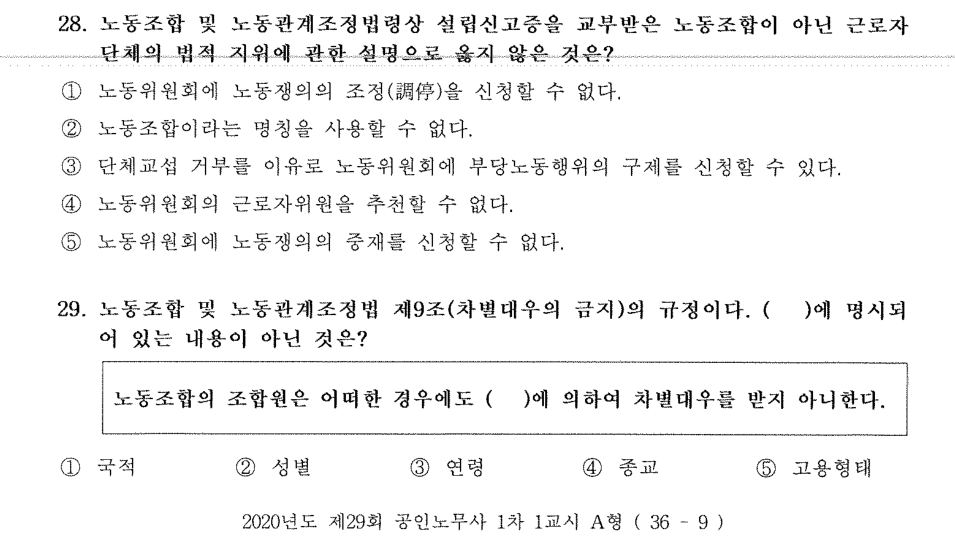 28. 노동조합 및 노동관계조정법령상 설립신고증을 교부받은 노동조합이 아닌 근로자
단체의 법적 지위에 관한 설명으로 옳지 않은 것은?
① 노동위원회에 노동쟁의의 조정(調停)을 신청할 수 없다.
② 노동조합이라는 명칭을 사용할 수 없다.
③ 단체교섭 거부를 이유로 노동위원회에 부당노동행위의 구제를 신청할 수 있다.
④ 노동위원회의 근로자위원을 추천할 수 없다.
⑤ 노동위원회에 노동쟁의의 중재를 신청할 수 없다.
29. 노동조합 및 노동관계조정법 제9조(차별대우의 금지)의 규정이다. (    )에 명시되
어 있는 내용이 아닌 것은?
노동조합의 조합원은 어떠한 경우에도 (    )에 의하여 차별대우를 받지 아니한다.
① 국적 ② 성별 ③ 연령 ④ 종교 ⑤ 고용형태
2020년도 제29회 공인노무사 1차 1교시 A형 ( 36 - 9 )